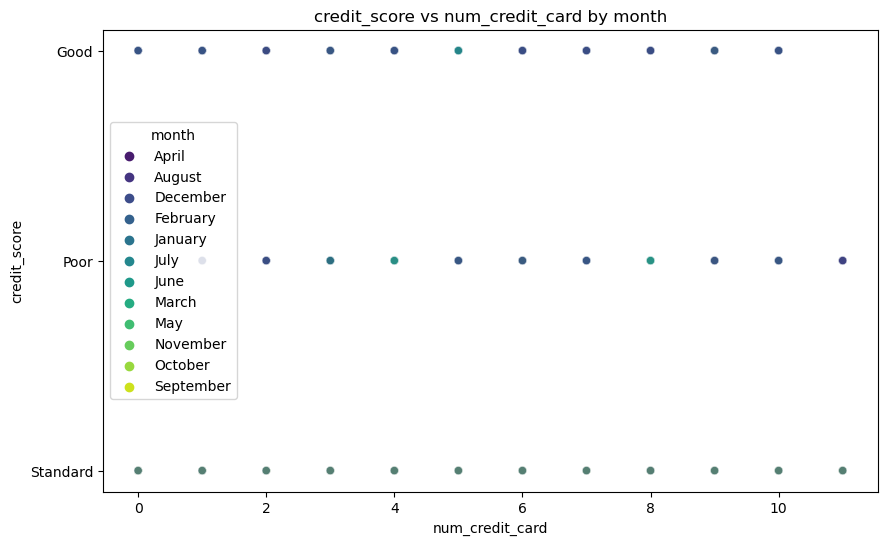 credit_score vs num_credit_card by month
Good
Poor
Standard
credit_score
month
April
August
December
February
January
July
June
March
May
November
October
September
0 2 4 6 8 10
num_credit_card